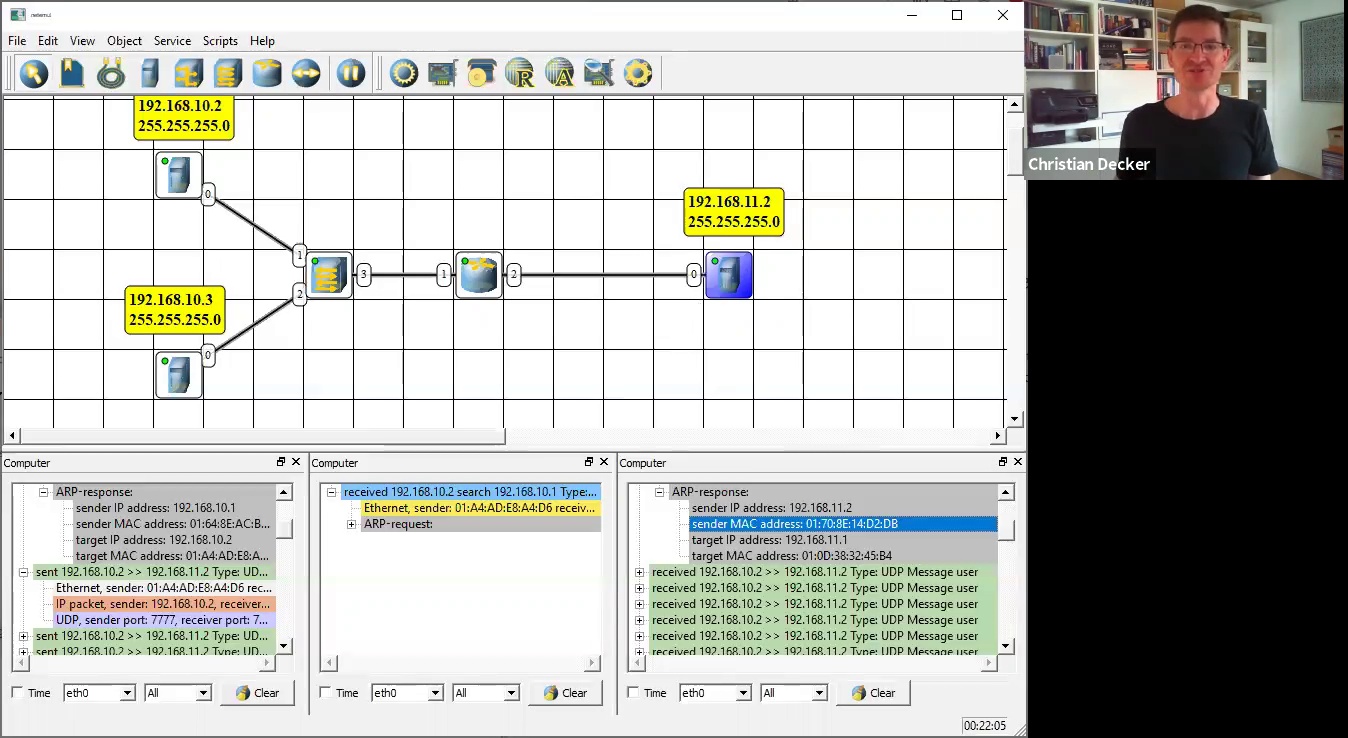 netemul
File Edit View Object Service Scripts Help
192.168.10.2
255.255.255.0
0
1
192.168.10.3
255.255.255.0
2
0
3
1
2
192.168.11.2
255.255.255.0
0
Christian Decker
Computer
ARP-response:
sender IP address: 192.168.10.1
sender MAC address: 01:64:8E:AC:B...
target IP address: 192.168.10.2
target MAC address: 01:A4:AD:E8:A...
sent 192.168.10.2 >> 192.168.11.2 Type: UD...
Ethernet, sender: 01:A4:AD:E8:A4:D6 rec...
IP packet, sender: 192.168.10.2, receiver...
UDP, sender port: 7777, receiver port: 7...
sent 192.168.10.2 >> 192.168.11.2 Type: UD...
sent 192.168.10.2 >> 192.168.11.2 Type: UD...
Time eth0 All Clear
Computer
received 192.168.10.2 search 192.168.10.1 Type:...
Ethernet, sender: 01:A4:AD:E8:A4:D6 receiv...
ARP-request:
Time eth0 All Clear
Computer
ARP-response:
sender IP address: 192.168.11.2
sender MAC address: 01:70:8E:14:D2:DB
target IP address: 192.168.11.1
target MAC address: 01:0D:38:32:45:B4
received 192.168.10.2 >> 192.168.11.2 Type: UDP Message user
received 192.168.10.2 >> 192.168.11.2 Type: UDP Message user
received 192.168.10.2 >> 192.168.11.2 Type: UDP Message user
received 192.168.10.2 >> 192.168.11.2 Type: UDP Message user
received 192.168.10.2 >> 192.168.11.2 Type: UDP Message user
received 192.168.10.2 >> 192.168.11.2 Type: UDP Message user
Time eth0 All Clear
00:22:05